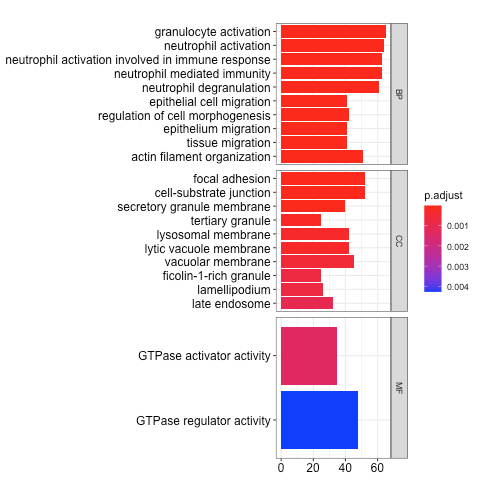 granulocyte activation
neutrophil activation
neutrophil activation involved in immune response
neutrophil mediated immunity
neutrophil degranulation
epithelial cell migration
regulation of cell morphogenesis
epithelium migration
tissue migration
actin filament organization
BP
focal adhesion
cell-substrate junction
secretory granule membrane
tertiary granule
lysosomal membrane
lytic vacuole membrane
vacuolar membrane
ficolin-1-rich granule
lamellipodium
late endosome
CC
GTPase activator activity
GTPase regulator activity
MF
0 20 40 60
p.adjust
0.001
0.002
0.003
0.004